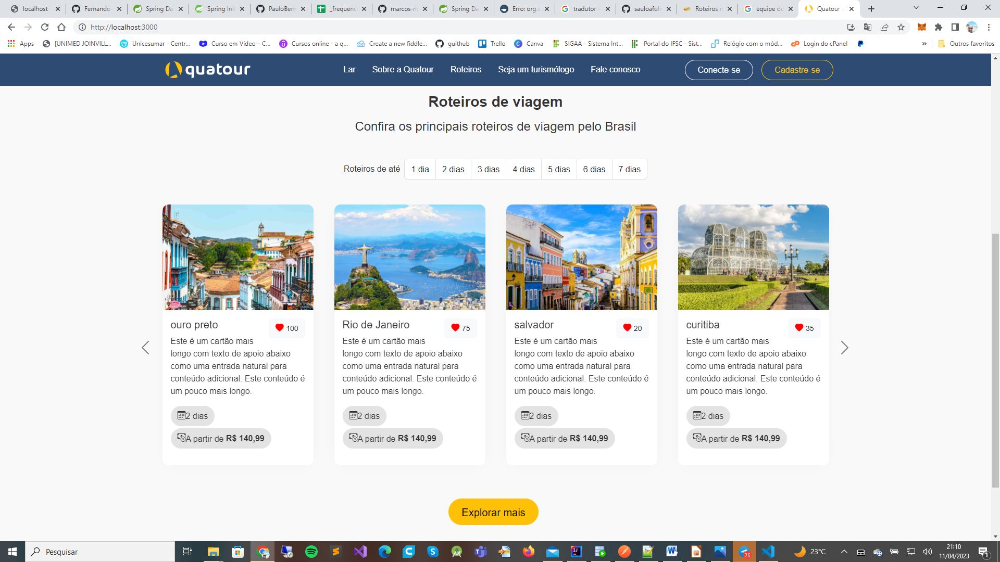 localhost
Fernando-
Spring Da
Spring Init
PauloBern
_frequenc
marcos-n
Spring Da
Erro: org.s
tradutor -
sauloafoli
Roteiros n
equipe de
Quatour -
http://localhost:3000
Apps
[UNIMED JOINVILL...
Unicesumar - Centr...
Curso em Video – C...
Cursos online - a q...
Create a new fiddle...
guithub
Trello
Canva
SIGAA - Sistema Int...
Portal do IFSC - Sist...
Relógio com o mód...
Login do cPanel
»
Outros favoritos
quatour
Lar
Sobre a Quatour
Roteiros
Seja um turismólogo
Fale conosco
Conecte-se
Cadastre-se
Roteiros de viagem
Confira os principais roteiros de viagem pelo Brasil
Roteiros de até
1 dia
2 dias
3 dias
4 dias
5 dias
6 dias
7 dias
ouro preto
100
Este é um cartão mais
longo com texto de apoio abaixo
como uma entrada natural para
conteúdo adicional. Este conteúdo é
um pouco mais longo.
2 dias
A partir de R$ 140,99
Rio de Janeiro
75
Este é um cartão mais
longo com texto de apoio abaixo
como uma entrada natural para
conteúdo adicional. Este conteúdo é
um pouco mais longo.
2 dias
A partir de R$ 140,99
salvador
20
Este é um cartão mais
longo com texto de apoio abaixo
como uma entrada natural para
conteúdo adicional. Este conteúdo é
um pouco mais longo.
2 dias
A partir de R$ 140,99
curitiba
35
Este é um cartão mais
longo com texto de apoio abaixo
como uma entrada natural para
conteúdo adicional. Este conteúdo é
um pouco mais longo.
2 dias
A partir de R$ 140,99
Explorar mais
Pesquisar
26
23°C
21:10
11/04/2023
1